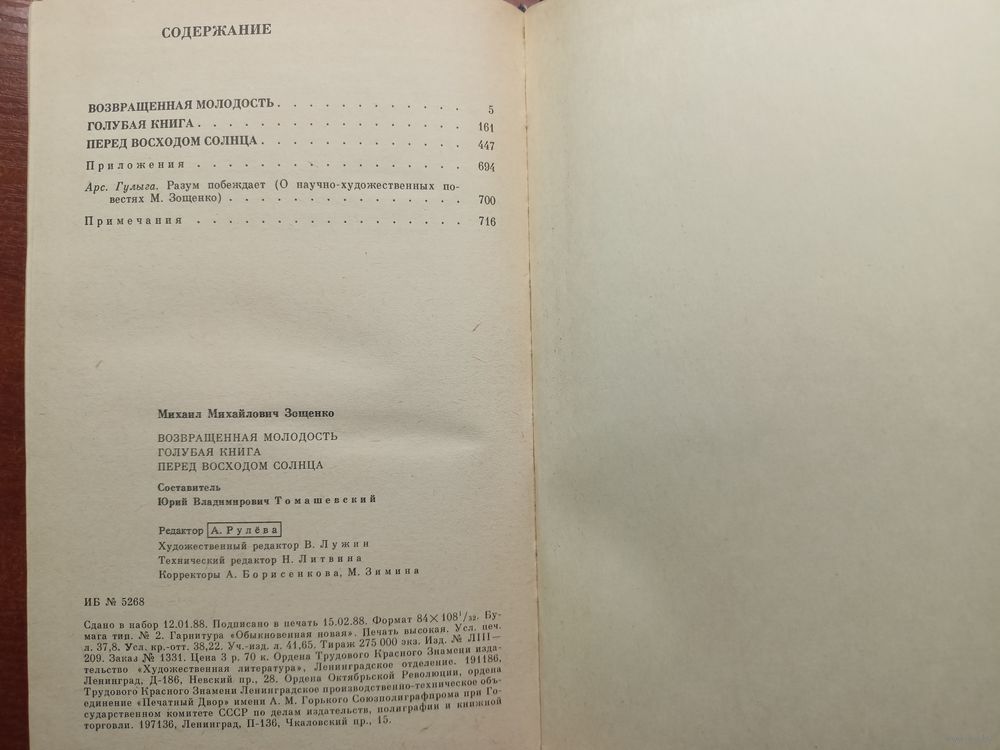 СОДЕРЖАНИЕ
ВОЗВРАЩЕННАЯ МОЛОДОСТЬ . . . . . . . . . . . . 5
ГОЛУБАЯ КНИГА . . . . . . . . . . . . . . . . . 161
ПЕРЕД ВОСХОДОМ СОЛНЦА . . . . . . . . . . . . . 447
Приложения . . . . . . . . . . . . . . . . . 694
Арс. Гулыга. Разум побеждает (О научно-художественных по-
вестях М. Зощенко) . . . . . . . . . . . . . . . 700
Примечания . . . . . . . . . . . . . . . . . 716
Михаил Михайлович Зощенко
ВОЗВРАЩЕННАЯ МОЛОДОСТЬ
ГОЛУБАЯ КНИГА
ПЕРЕД ВОСХОДОМ СОЛНЦА
Составитель
Юрий Владимирович Томашевский
Редактор А. Рулёва
Художественный редактор В. Лужин
Технический редактор Н. Литвина
Корректоры А. Борисенкова, М. Зимина
ИБ № 5268
Сдано в набор 12.01.88. Подписано в печать 15.02.88. Формат 84×108¹/₃₂. Бу-
мага тип. № 2. Гарнитура «Обыкновенная новая». Печать высокая. Усл. печ.
л. 37,8. Усл. кр.-отт. 38,22. Уч.-изд. л. 41,65. Тираж 275 000 экз. Изд. № ЛIII—
209. Заказ № 1331. Цена 3 р. 70 к. Ордена Трудового Красного Знамени изда-
тельство «Художественная литература», Ленинградское отделение. 191186,
Ленинград, Д-186, Невский пр., 28. Ордена Октябрьской Революции, ордена
Трудового Красного Знамени Ленинградское производственно-техническое объ-
единение «Печатный Двор» имени А. М. Горького Союзполиграфпрома при Го-
сударственном комитете СССР по делам издательств, полиграфии и книжной
торговли. 197136, Ленинград, П-136, Чкаловский пр., 15.